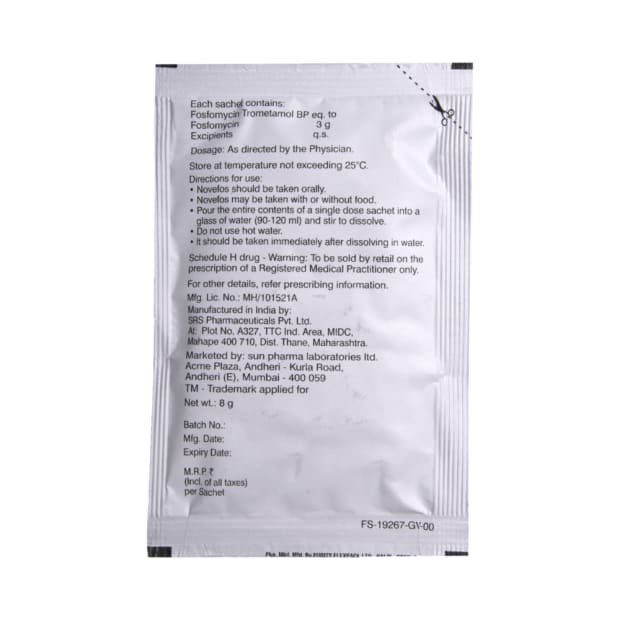 Each sachet contains:
Fosfomycin Trometamol BP eq. to
Fosfomycin 3 g
Excipients q.s.
Dosage: As directed by the Physician.
Store at temperature not exceeding 25°C.
Directions for use:
• Novefos should be taken orally.
• Novefos may be taken with or without food.
• Pour the entire contents of a single dose sachet into a
glass of water (90-120 ml) and stir to dissolve.
• Do not use hot water.
• It should be taken immediately after dissolving in water.
Schedule H drug - Warning: To be sold by retail on the
prescription of a Registered Medical Practitioner only.
For other details, refer prescribing information.
Mfg. Lic. No.: MH/101521A
Manufactured in India by:
SRS Pharmaceuticals Pvt. Ltd.
At: Plot No. A327, TTC Ind. Area, MIDC,
Mahape 400 710, Dist. Thane, Maharashtra.
Marketed by: sun pharma laboratories ltd.
Acme Plaza, Andheri - Kurla Road,
Andheri (E), Mumbai - 400 059
TM - Trademark applied for
Net wt.: 8 g
Batch No.:
Mfg. Date:
Expiry Date:
M.R.P. ₹
(Incl. of all taxes)
per Sachet
FS-19267-GV-00